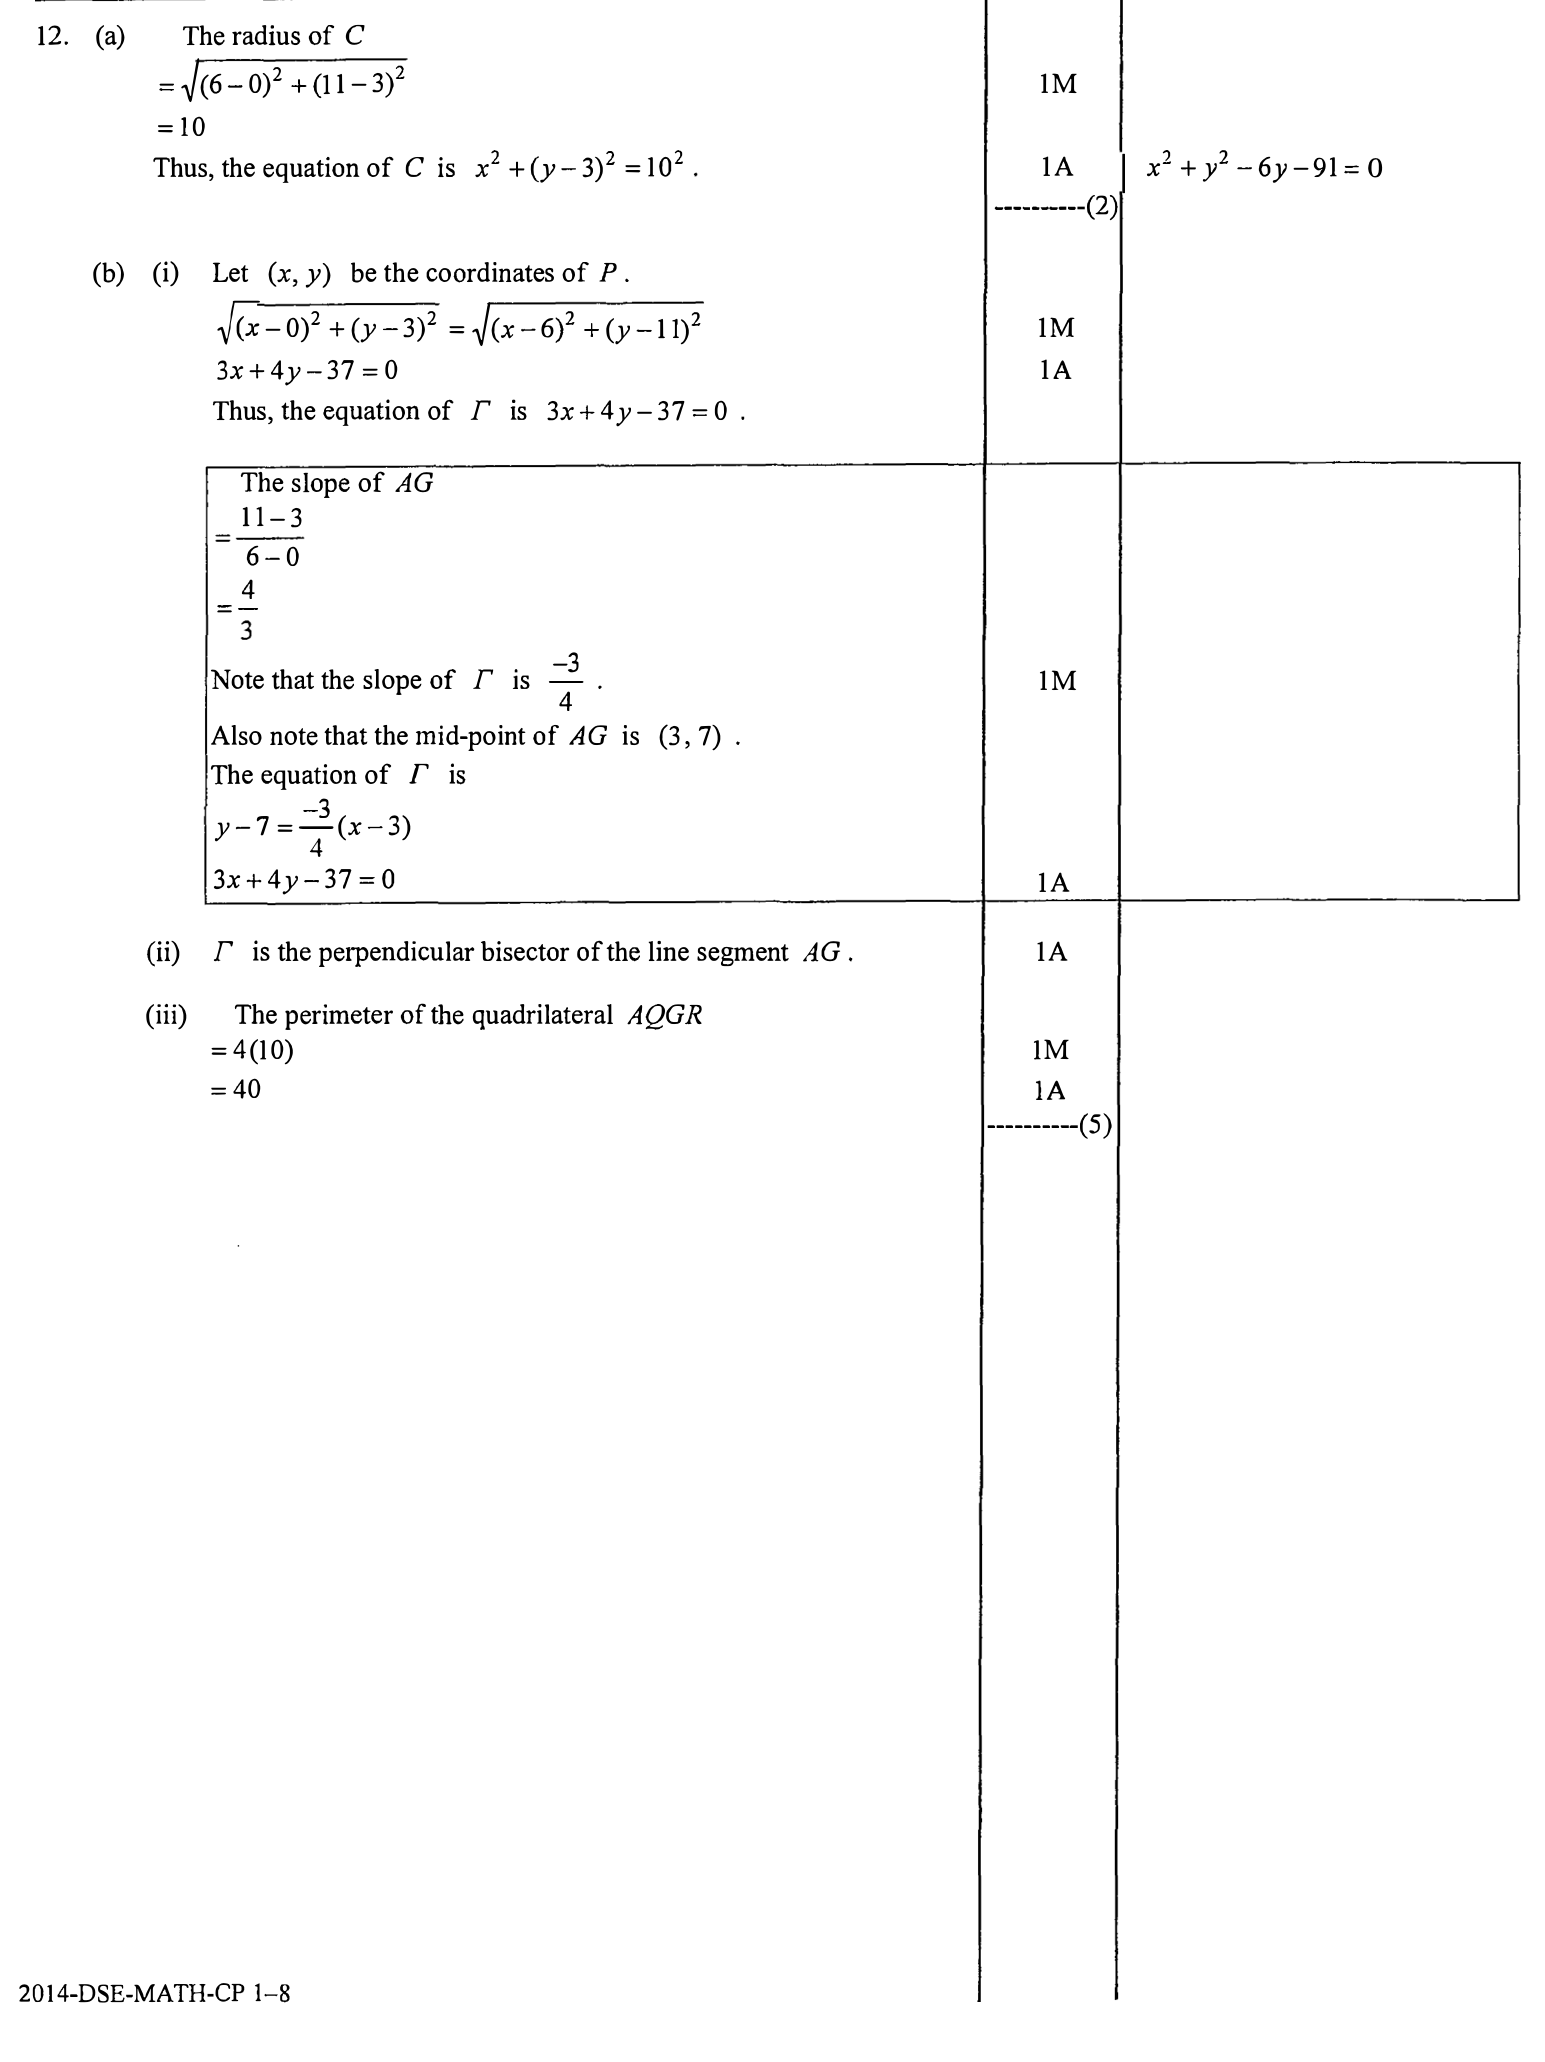 12. (a) The radius of C
= √((6 – 0)² + (11 – 3)²) 1M
= 10
Thus, the equation of C is x² + (y – 3)² = 10² . 1A x² + y² – 6y – 91 = 0
----------(2)
(b) (i) Let (x, y) be the coordinates of P .
√((x – 0)² + (y – 3)²) = √((x – 6)² + (y – 11)²) 1M
3x + 4y – 37 = 0 1A
Thus, the equation of Γ is 3x + 4y – 37 = 0 .
The slope of AG
= (11 – 3)/(6 – 0)
= 4/3
Note that the slope of Γ is –3/4 . 1M
Also note that the mid-point of AG is (3, 7) .
The equation of Γ is
y – 7 = –3/4 (x – 3)
3x + 4y – 37 = 0 1A
(ii) Γ is the perpendicular bisector of the line segment AG . 1A
(iii) The perimeter of the quadrilateral AQGR
= 4(10) 1M
= 40 1A
----------(5)
2014-DSE-MATH-CP 1–8